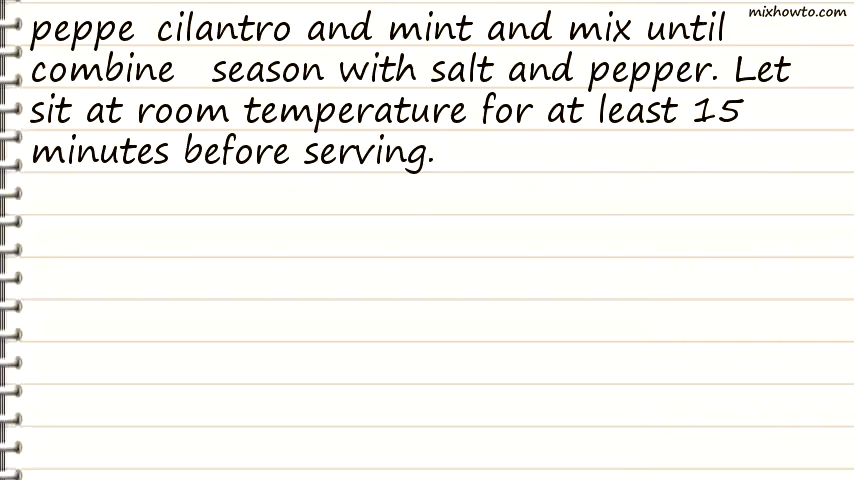 mixhowto.com
peppe cilantro and mint and mix until
combine season with salt and pepper. Let
sit at room temperature for at least 15
minutes before serving.